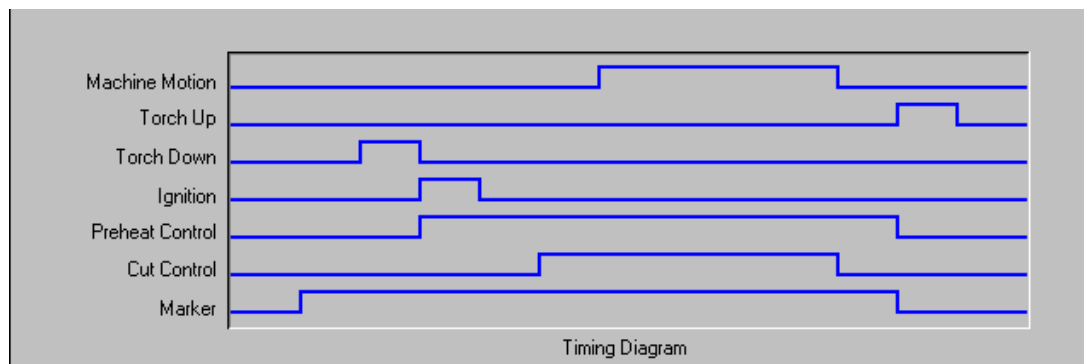 Machine Motion
Torch Up
Torch Down
Ignition
Preheat Control
Cut Control
Marker
Timing Diagram